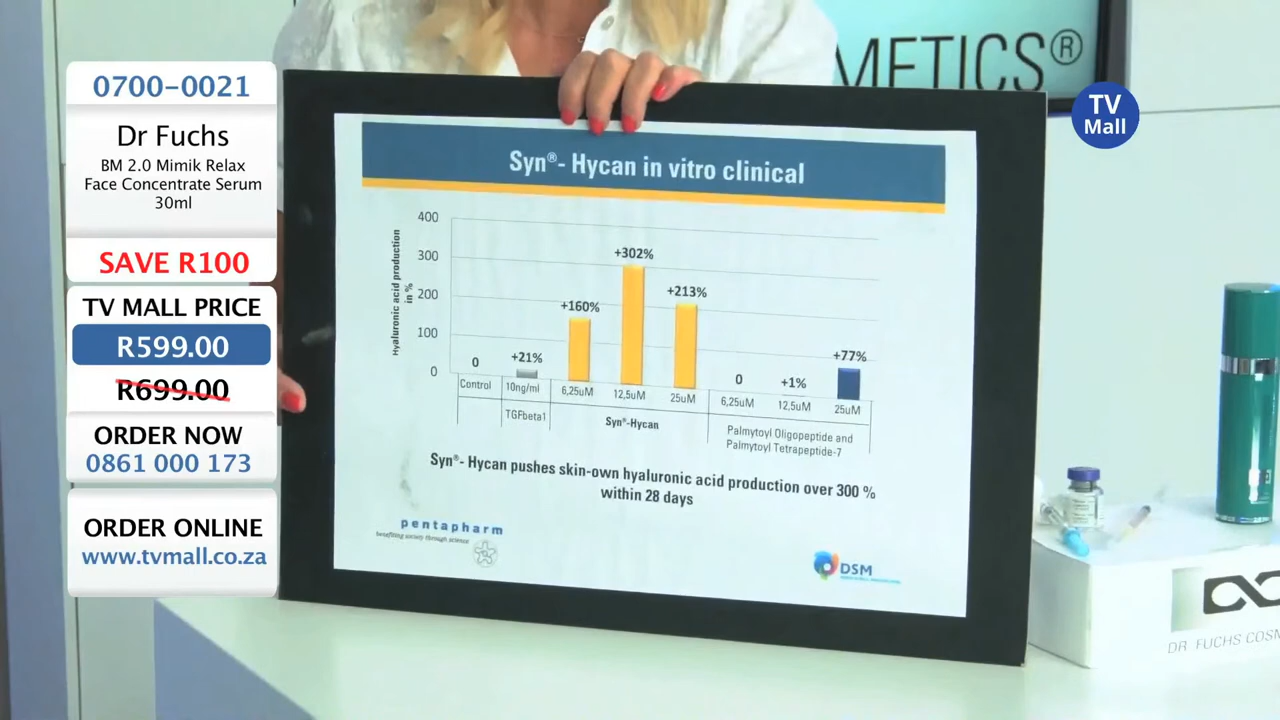 METICS®
TV
Mall
0700-0021
Dr Fuchs
BM 2.0 Mimik Relax
Face Concentrate Serum
30ml
SAVE R100
TV MALL PRICE
R599.00
R699.00
ORDER NOW
0861 000 173
ORDER ONLINE
www.tvmall.co.za
Syn®- Hycan in vitro clinical
Hyaluronic acid production
in %
400
300
200
100
0
0
+21%
+160%
+302%
+213%
0
+1%
+77%
Control
10ng/ml
6,25uM
12,5uM
25uM
6,25uM
12,5uM
25uM
TGFbeta1
Syn®-Hycan
Palmytoyl Oligopeptide and
Palmytoyl Tetrapeptide-7
Syn®- Hycan pushes skin-own hyaluronic acid production over 300 %
within 28 days
pentapharm
benefiting society through science
DSM
DR FUCHS COSM